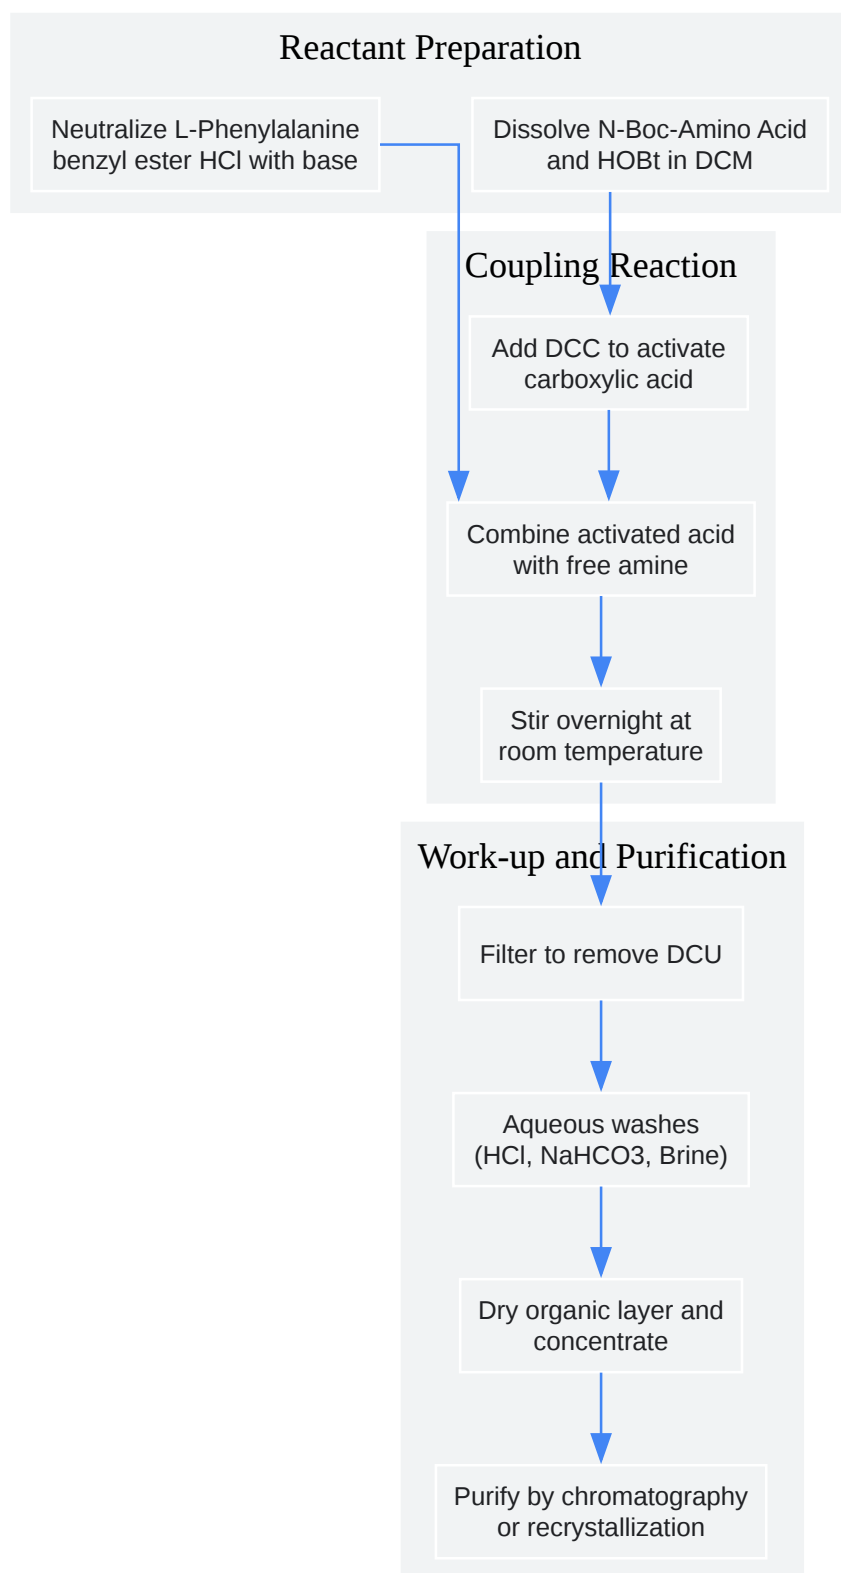 Reactant Preparation
Neutralize L-Phenylalanine
benzyl ester HCl with base
Dissolve N-Boc-Amino Acid
and HOBt in DCM
Coupling Reaction
Add DCC to activate
carboxylic acid
Combine activated acid
with free amine
Stir overnight at
room temperature
Work-up and Purification
Filter to remove DCU
Aqueous washes
(HCl, NaHCO3, Brine)
Dry organic layer and
concentrate
Purify by chromatography
or recrystallization